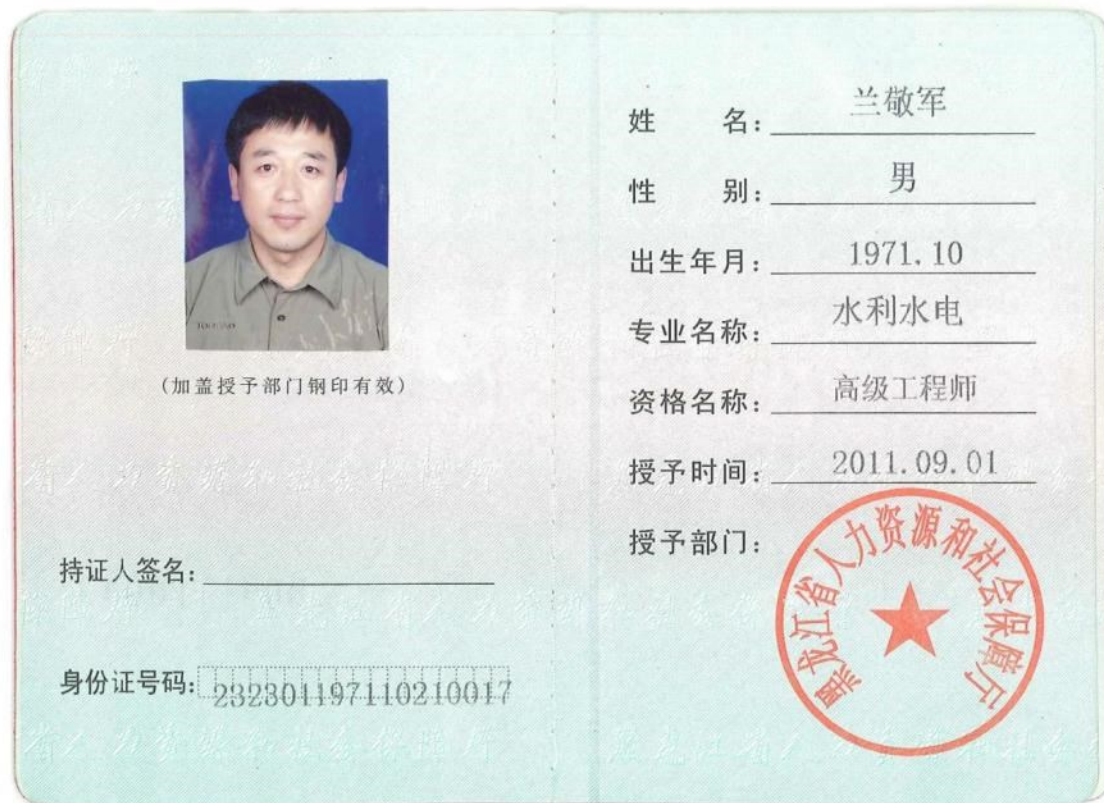 (加盖授予部门钢印有效)
持证人签名:
身份证号码: 232301197110210017
姓 名: 兰敬军
性 别: 男
出生年月: 1971.10
专业名称: 水利水电
资格名称: 高级工程师
授予时间: 2011.09.01
授予部门:
黑龙江省人力资源和社会保障厅